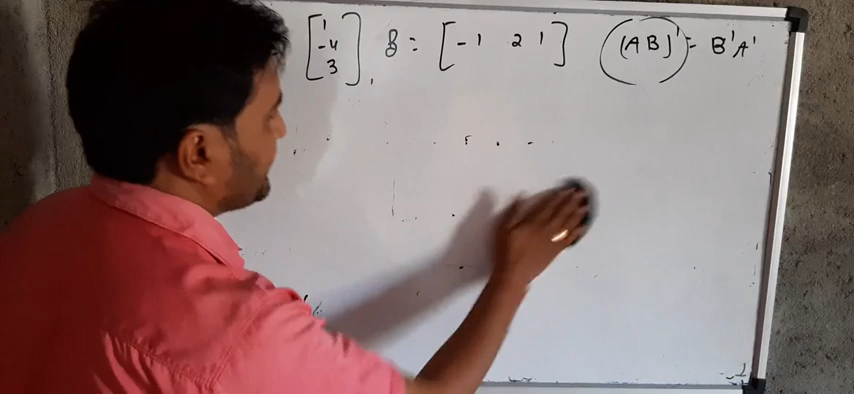 [1 -4 3], B = [-1 2 1] (AB)' = B'A'